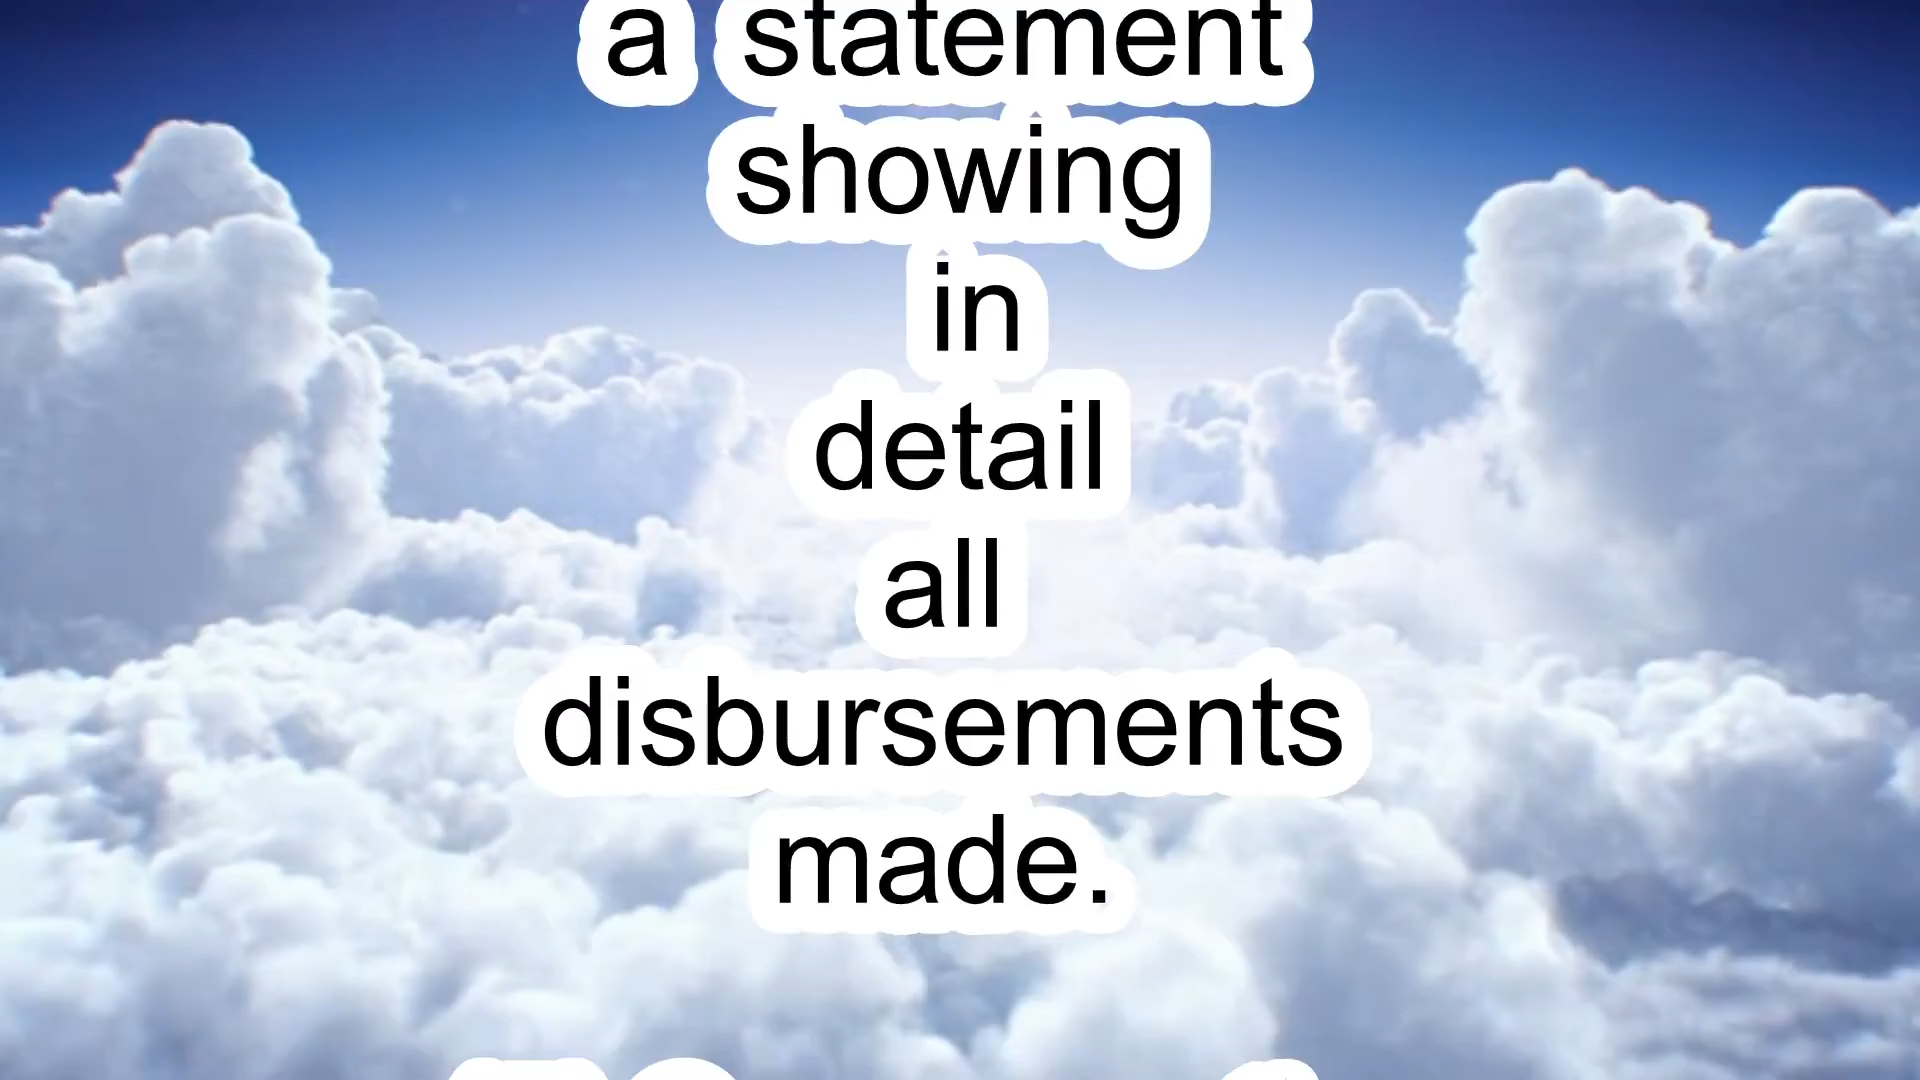 a statement
showing
in
detail
all
disbursements
made.